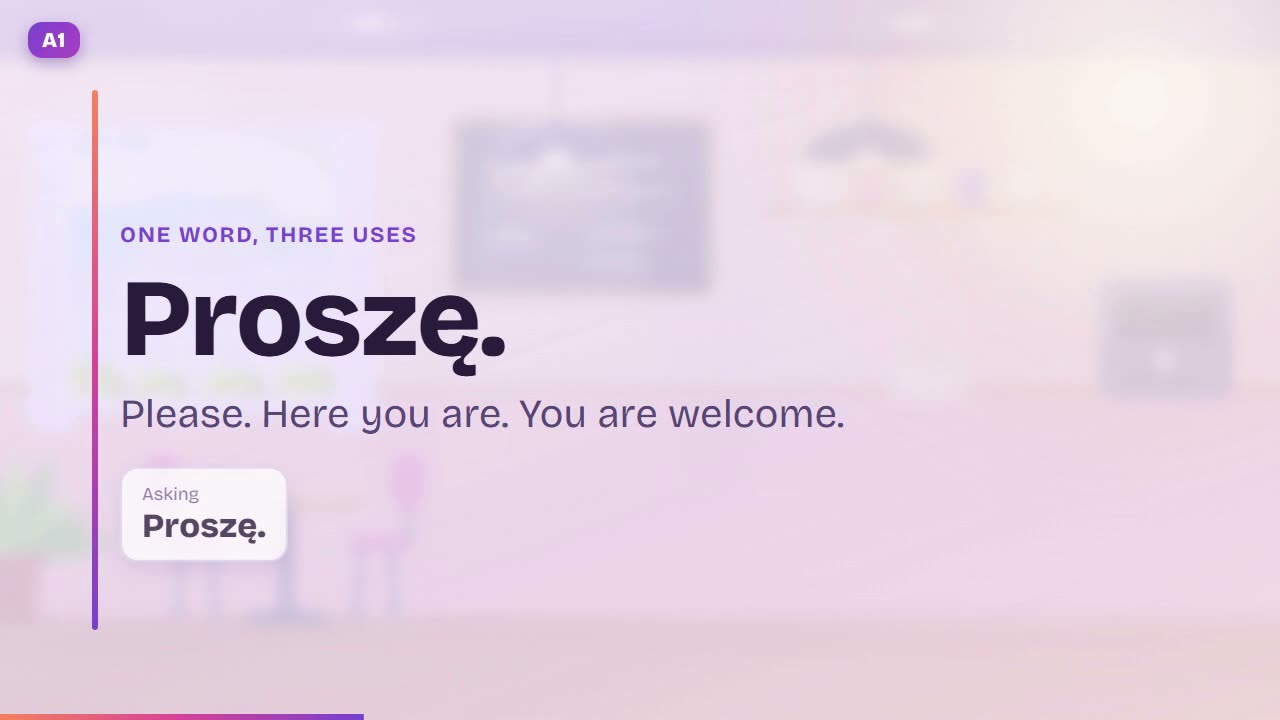 A1
ONE WORD, THREE USES
Proszę.
Please. Here you are. You are welcome.
Asking
Proszę.